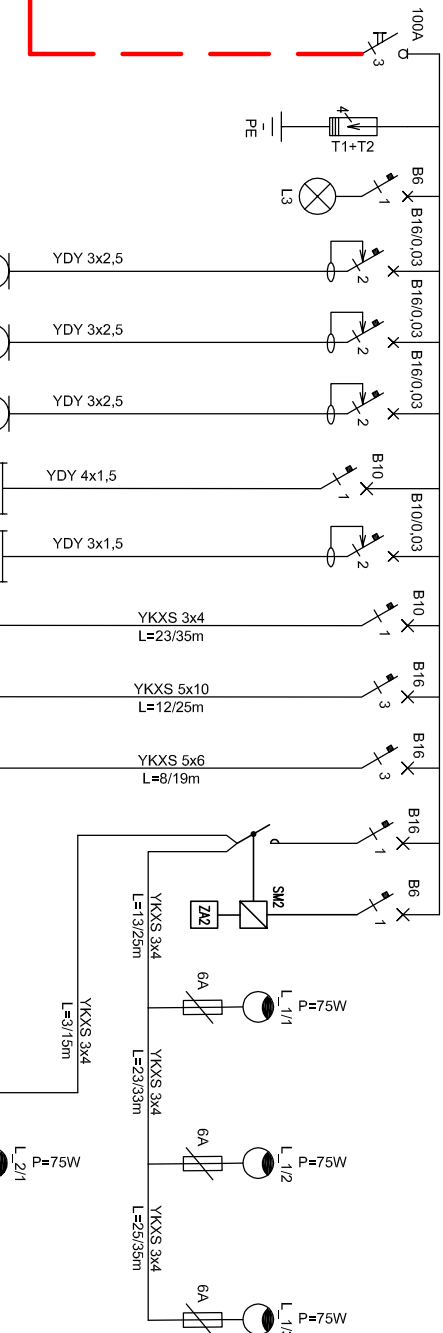 100A
3
4
PE
T1+T2
B6
L3
1
B16/0,03
YDY 3x2,5
2
B16/0,03
YDY 3x2,5
2
B16/0,03
YDY 3x2,5
2
B10
YDY 4x1,5
1
B10/0,03
YDY 3x1,5
2
B10
YKXS 3x4
L=23/35m
1
B16
YKXS 5x10
L=12/25m
3
B16
YKXS 5x6
L=8/19m
3
B16
1
B6
1
SM2
ZA2
YKXS 3x4
L=13/25m
YKXS 3x4
L=3/15m
6A
L_1/1
P=75W
YKXS 3x4
L=23/33m
6A
L_1/2
P=75W
L_2/1
P=75W
YKXS 3x4
L=25/35m
6A
P=75W